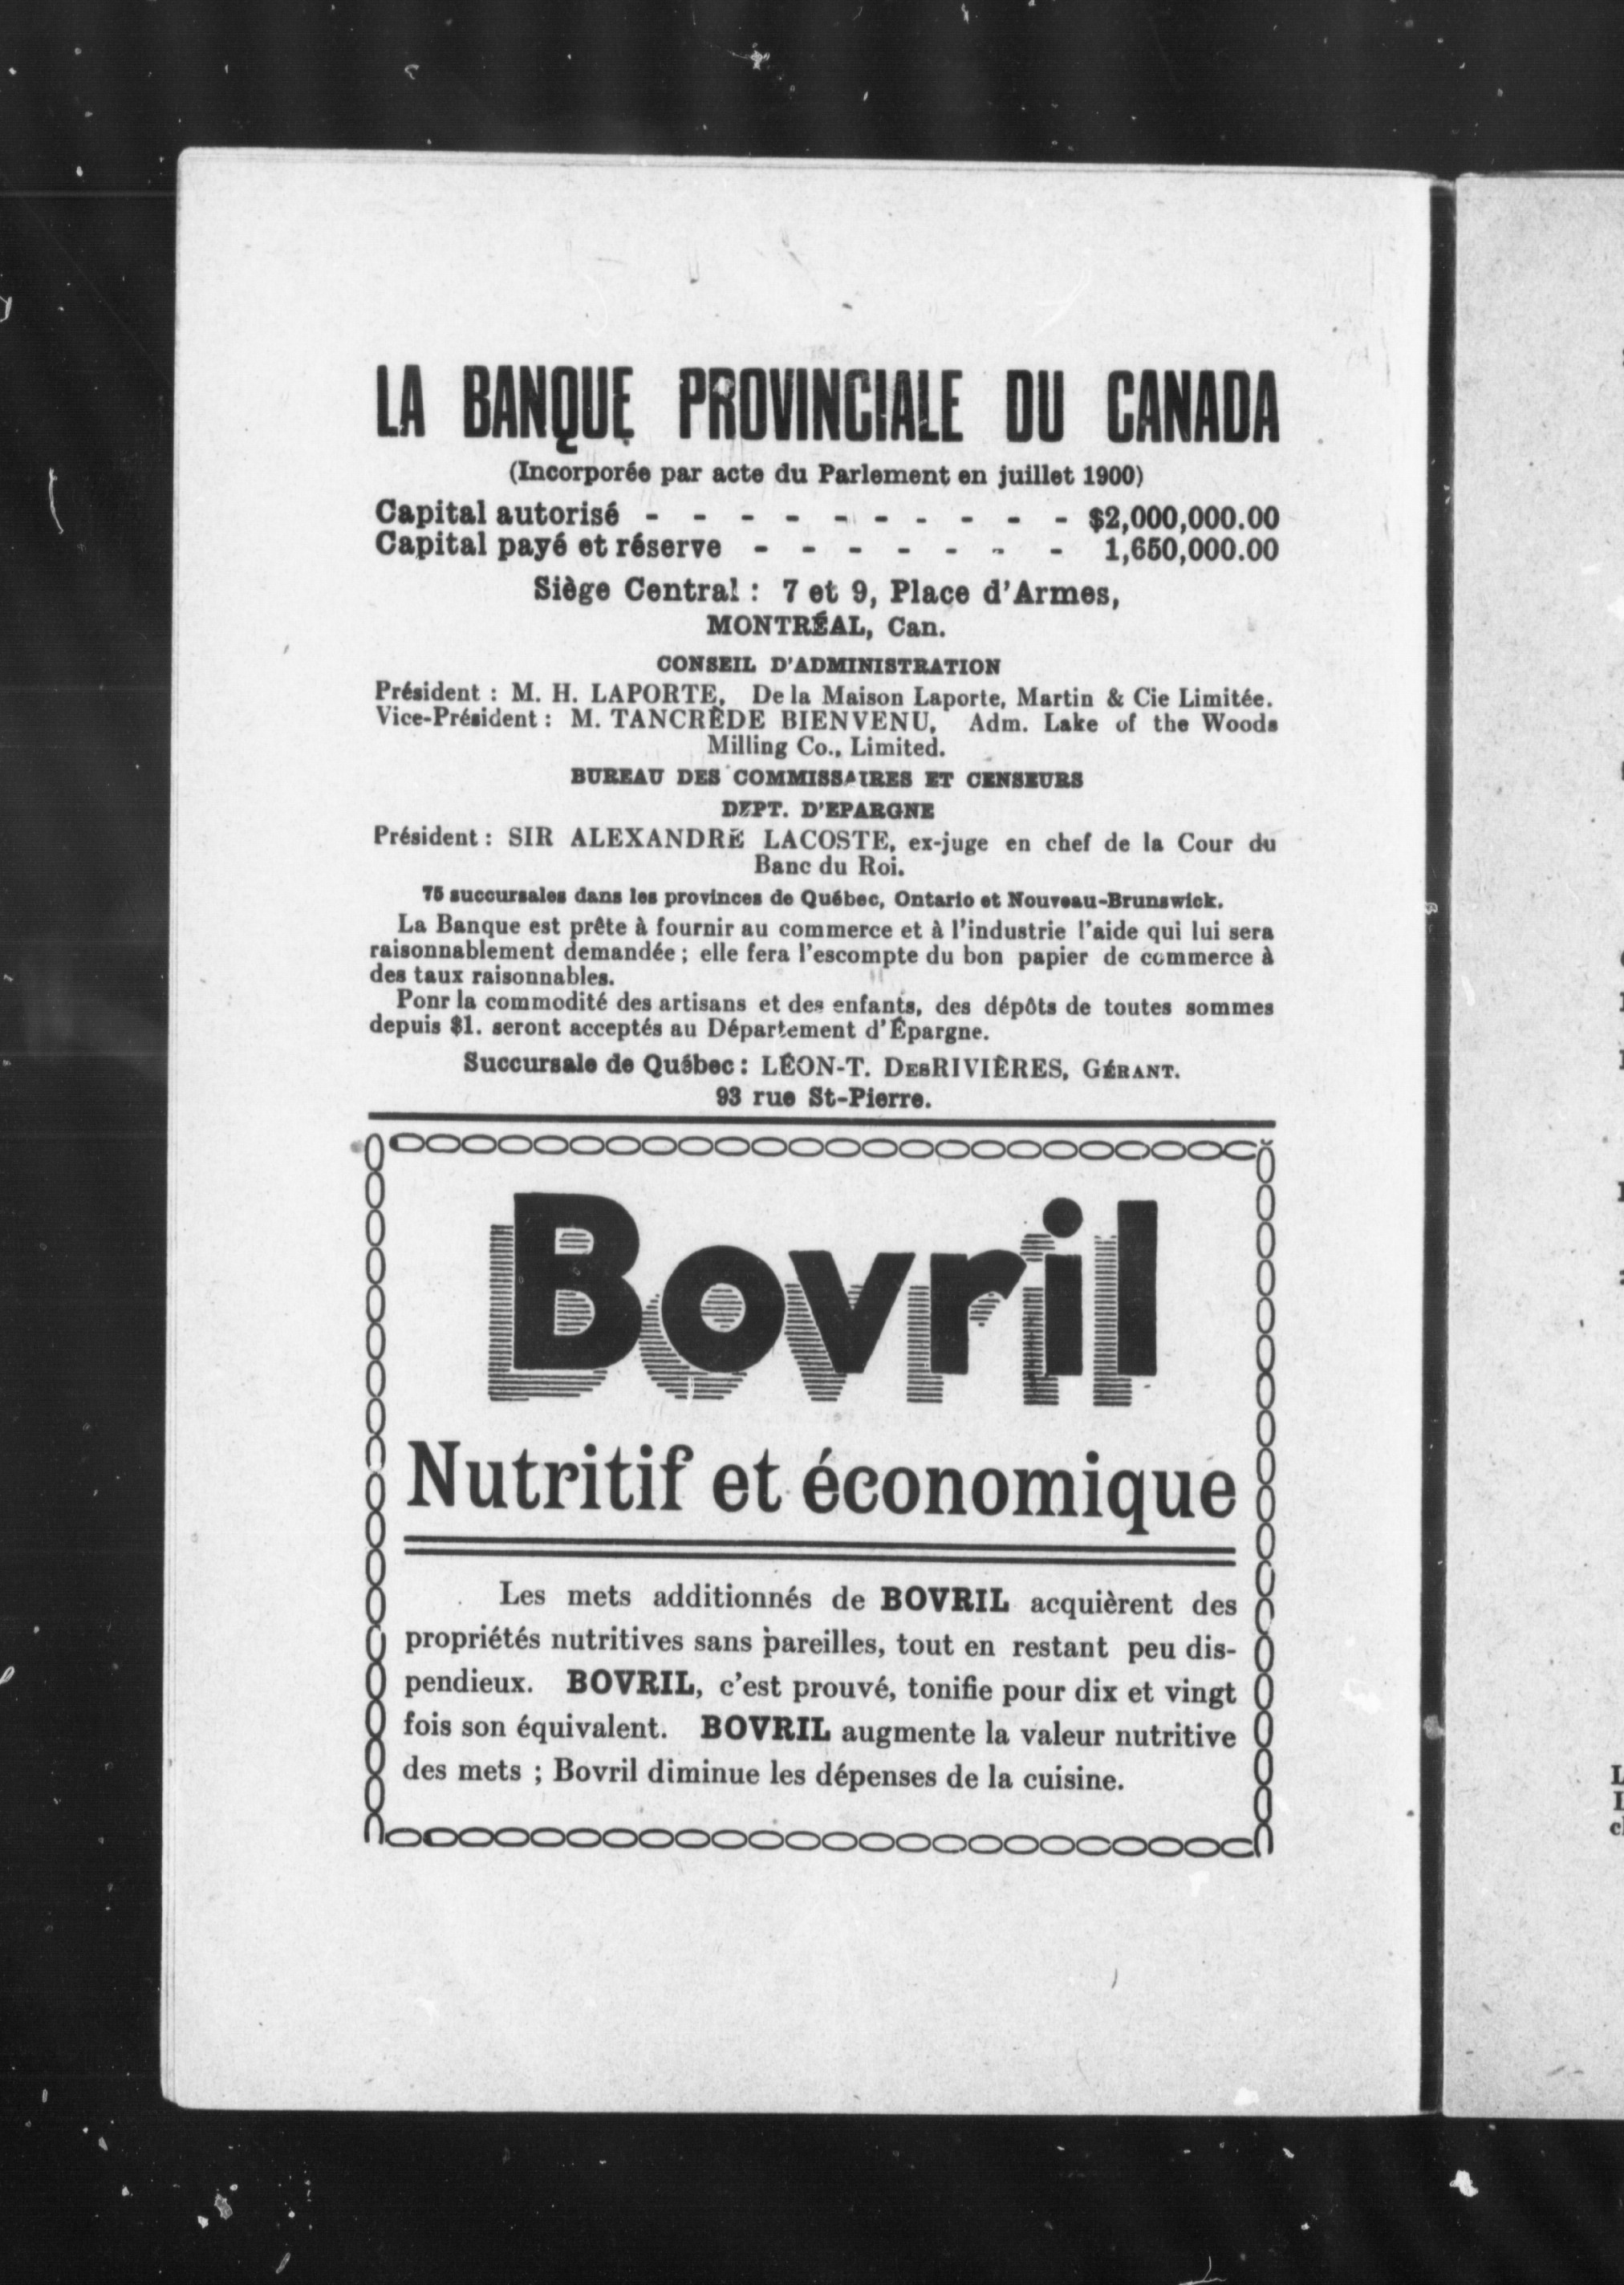 LA BANQUE PROVINCIALE DU CANADA
(Incorporée par acte du Parlement en juillet 1900)
Capital autorisé - - - - - - - - - - $2,000,000.00
Capital payé et réserve - - - - - - - 1,650,000.00
Siège Central : 7 et 9, Place d'Armes,
MONTRÉAL, Can.
CONSEIL D'ADMINISTRATION
Président : M. H. LAPORTE, De la Maison Laporte, Martin & Cie Limitée.
Vice-Président : M. TANCRÈDE BIENVENU, Adm. Lake of the Woods
Milling Co., Limited.
BUREAU DES COMMISSAIRES ET CENSEURS
DEPT. D'EPARGNE
Président : SIR ALEXANDRE LACOSTE, ex-juge en chef de la Cour du
Banc du Roi.
75 succursales dans les provinces de Québec, Ontario et Nouveau-Brunswick.
La Banque est prête à fournir au commerce et à l'industrie l'aide qui lui sera
raisonnablement demandée ; elle fera l'escompte du bon papier de commerce à
des taux raisonnables.
Ponr la commodité des artisans et des enfants, des dépôts de toutes sommes
depuis $1. seront acceptés au Département d'Épargne.
Succursale de Québec : LÉON-T. DESRIVIÈRES, GÉRANT.
93 rue St-Pierre.
Bovril
Nutritif et économique
Les mets additionnés de BOVRIL acquièrent des
propriétés nutritives sans pareilles, tout en restant peu dis-
pendieux. BOVRIL, c'est prouvé, tonifie pour dix et vingt
fois son équivalent. BOVRIL augmente la valeur nutritive
des mets ; Bovril diminue les dépenses de la cuisine.